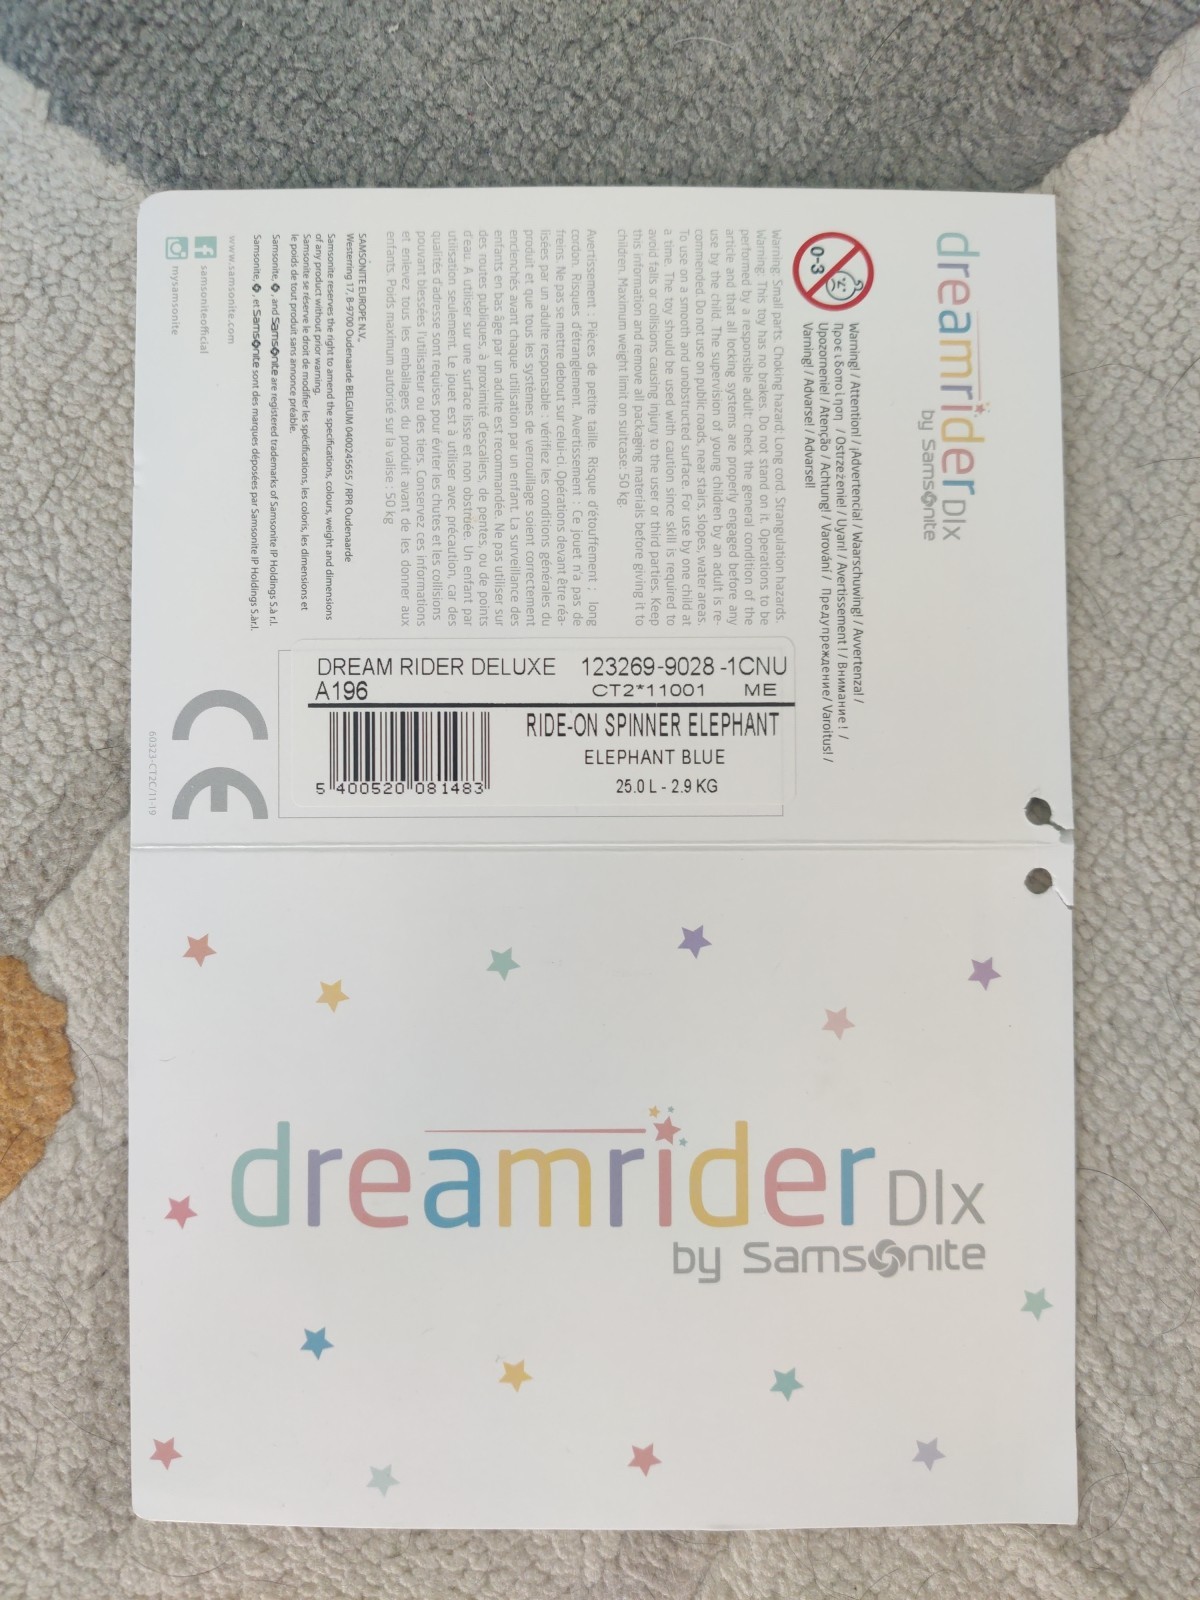 dreamrider Dlx
by Samsonite
0-3
Warning! / Attention! / ¡Advertencia! / Waarschuwing! / Avvertenza! /
Προειδοποίηση / Ostrzeżenie! / Uyarı! / Avertissement! / Внимание! /
Upozornenie! / Atenção / Achtung! / Varování / Предупреждение/ Varoitus! /
Varning! / Advarse! / Advarsel!
Warning: Small parts. Choking hazard; Long cord. Strangulation hazards.
Warning: This toy has no brakes. Do not stand on it. Operations to be
performed by a responsible adult: check the general condition of the
article and that all locking systems are properly engaged before any
use by the child. The supervision of young children by an adult is re-
commended. Do not use on public roads, near stairs, slopes, water areas.
To use on a smooth and unobstructed surface. For use by one child at
a time. The toy should be used with caution since skill is required to
avoid falls or collisions causing injury to the user or third parties. Keep
this information and remove all packaging materials before giving it to
children. Maximum weight limit on suitcase: 50 kg.
Avertissement : Pièces de petite taille. Risque d'étouffement ; long
cordon. Risques d'étranglement. Avertissement : Ce jouet n'a pas de
freins. Ne pas se mettre debout sur celui-ci. Opérations devant être réa-
lisées par un adulte responsable : vérifiez les conditions générales du
produit et que tous les systèmes de verrouillage soient correctement
enclenchés avant chaque utilisation par un enfant. La surveillance des
enfants en bas âge par un adulte est recommandée. Ne pas utiliser sur
des routes publiques, à proximité d'escaliers, de pentes, ou de points
d'eau. A utiliser sur une surface lisse et non obstruée. Un enfant par
utilisation seulement. Le jouet est à utiliser avec précaution, car des
qualités d'adresse sont requises pour éviter les chutes et les collisions
pouvant blessées l'utilisateur ou des tiers. Conservez ces informations
et enlevez tous les emballages du produit avant de les donner aux
enfants. Poids maximum autorisé sur la valise : 50 kg
SAMSONITE EUROPE N.V.,
Westerring 17, B-9700 Oudenaarde BELGIUM 0400245655 / RPR Oudenaarde
Samsonite reserves the right to amend the specifications, colours, weight and dimensions
of any product without prior warning.
Samsonite se réserve le droit de modifier les spécifications, les coloris, les dimensions et
le poids de tout produit sans annonce préable.
Samsonite, , and Samsonite are registered trademarks of Samsonite IP Holdings S.à r.l.
Samsonite, , et Samsonite sont des marques déposées par Samsonite IP Holdings S.àr.l.
www.samsonite.com
samsoniteofficial
mysamsonite
DREAM RIDER DELUXE 123269-9028 -1CNU
A196 CT2*11001 ME
RIDE-ON SPINNER ELEPHANT
ELEPHANT BLUE
25.0 L - 2.9 KG
5 400520 081483
CE
60323-CT2C/11-19
dreamrider Dlx
by Samsonite